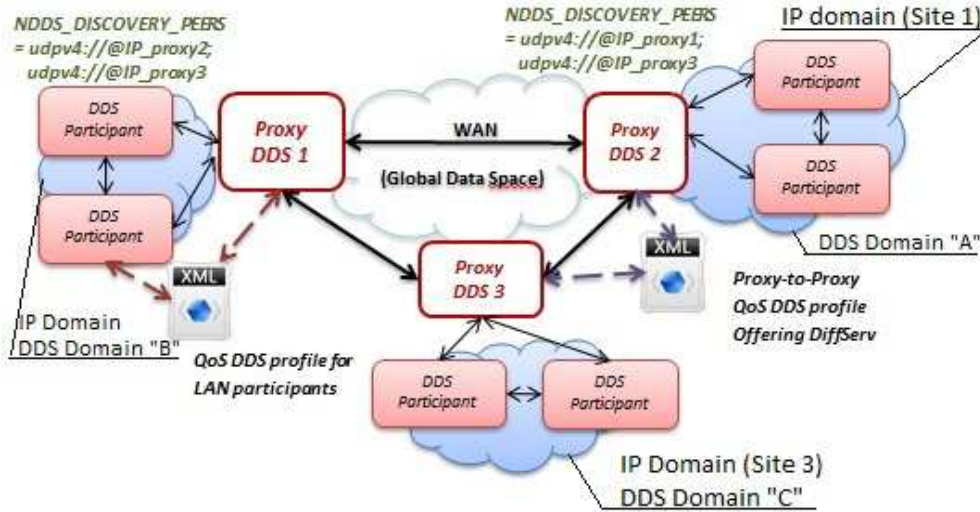 NDDS_DISCOVERY_PEERS
= udpv4://@IP_proxy2;
udpv4://@IP_proxy3
NDDS_DISCOVERY_PEERS
= udpv4://@IP_proxy1;
udpv4://@IP_proxy3
IP domain (Site 1)
DDS
Participant
DDS
Participant
Proxy
DDS 1
WAN
(Global Data Space)
Proxy
DDS 2
DDS
Participant
DDS
Participant
DDS Domain "A"
XML
Proxy
DDS 3
XML
Proxy-to-Proxy
QoS DDS profile
Offering DiffServ
IP Domain
DDS Domain "B"
QoS DDS profile for
LAN participants
DDS
Participant
DDS
Participant
IP Domain (Site 3)
DDS Domain "C"